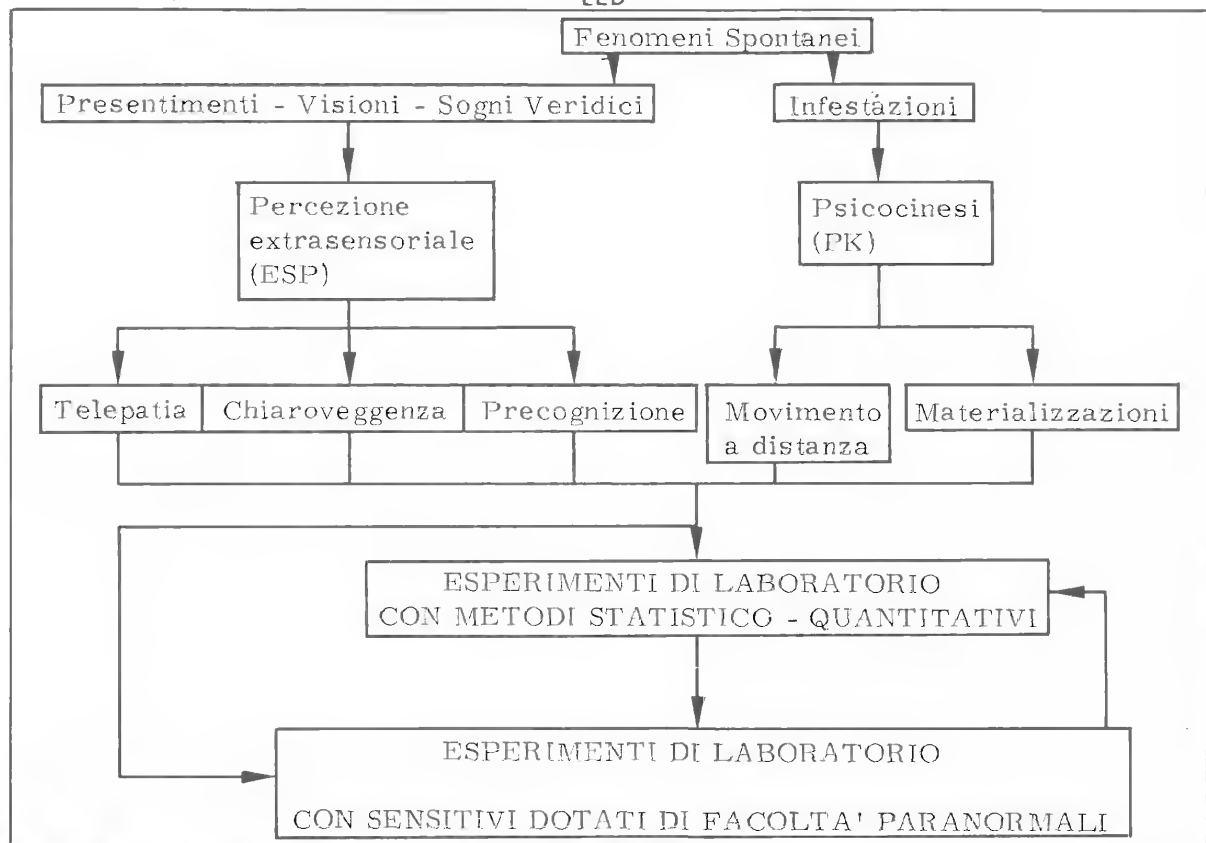 Fenomeni Spontanei
Presentimenti - Visioni - Sogni Veridici
Infestazioni
Percezione
extrasensoriale
(ESP)
Psicocinesi
(PK)
Telepatia
Chiaroveggenza
Precognizione
Movimento
a distanza
Materializzazioni
ESPERIMENTI DI LABORATORIO
CON METODI STATISTICO - QUANTITATIVI
ESPERIMENTI DI LABORATORIO
CON SENSITIVI DOTATI DI FACOLTA' PARANORMALI